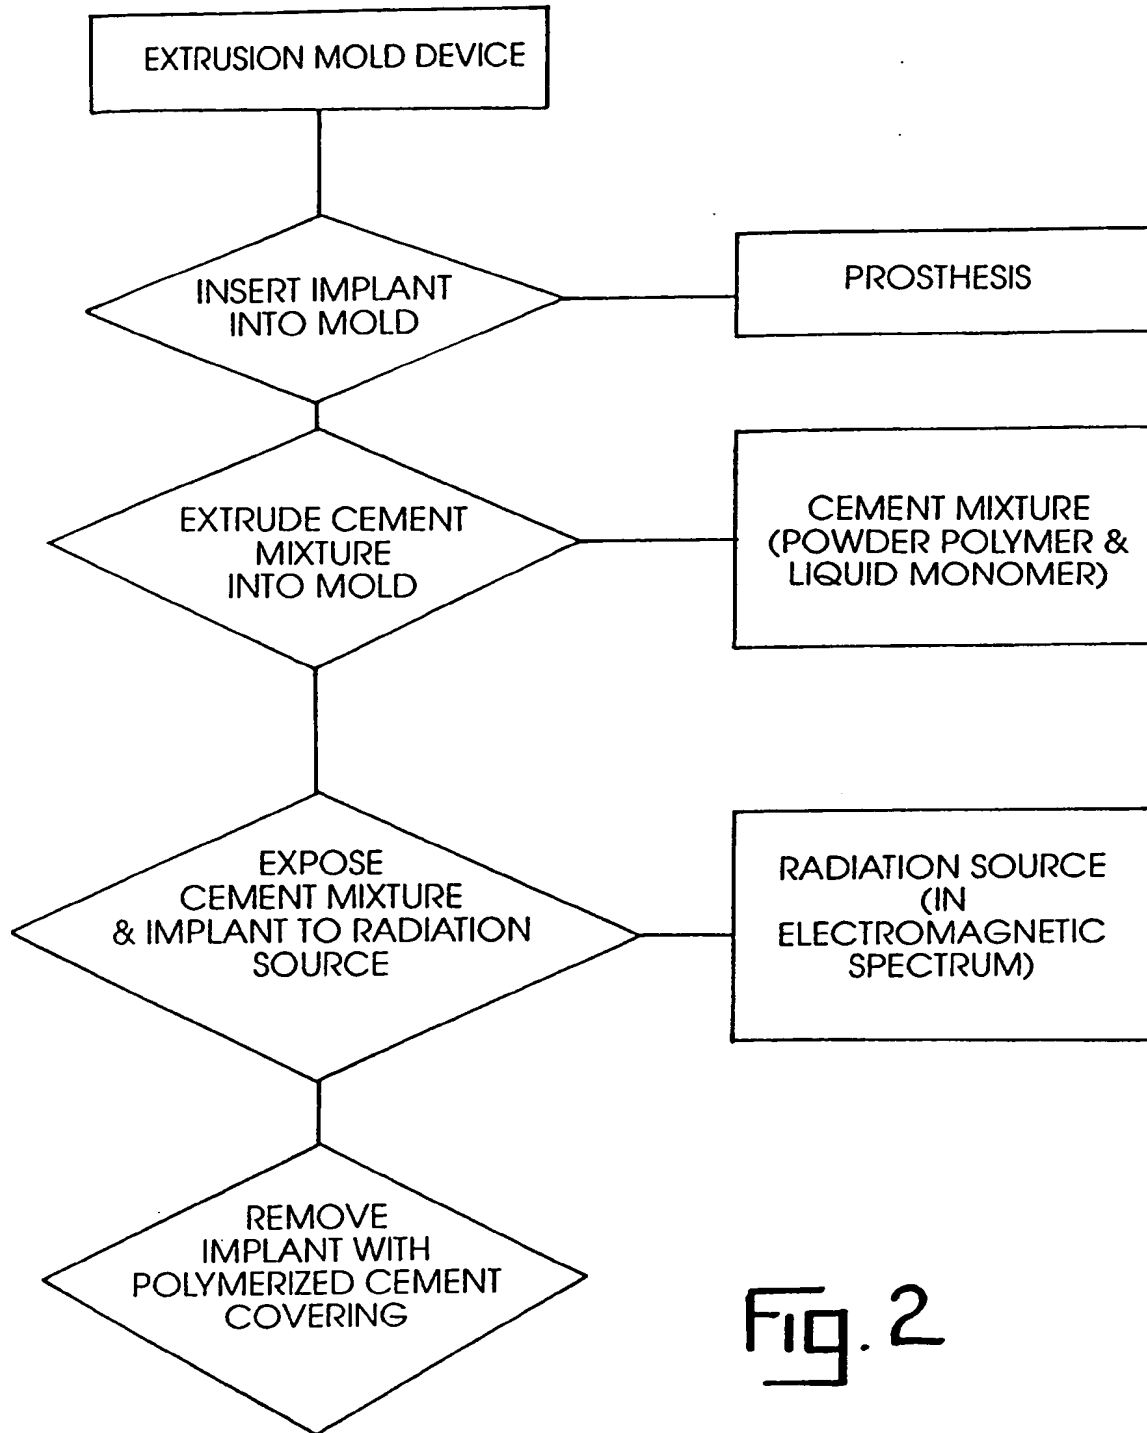 EXTRUSION MOLD DEVICE
INSERT IMPLANT
INTO MOLD
PROSTHESIS
EXTRUDE CEMENT
MIXTURE
INTO MOLD
CEMENT MIXTURE
(POWDER POLYMER &
LIQUID MONOMER)
EXPOSE
CEMENT MIXTURE
& IMPLANT TO RADIATION
SOURCE
RADIATION SOURCE
(IN
ELECTROMAGNETIC
SPECTRUM)
REMOVE
IMPLANT WITH
POLYMERIZED CEMENT
COVERING
Fig. 2